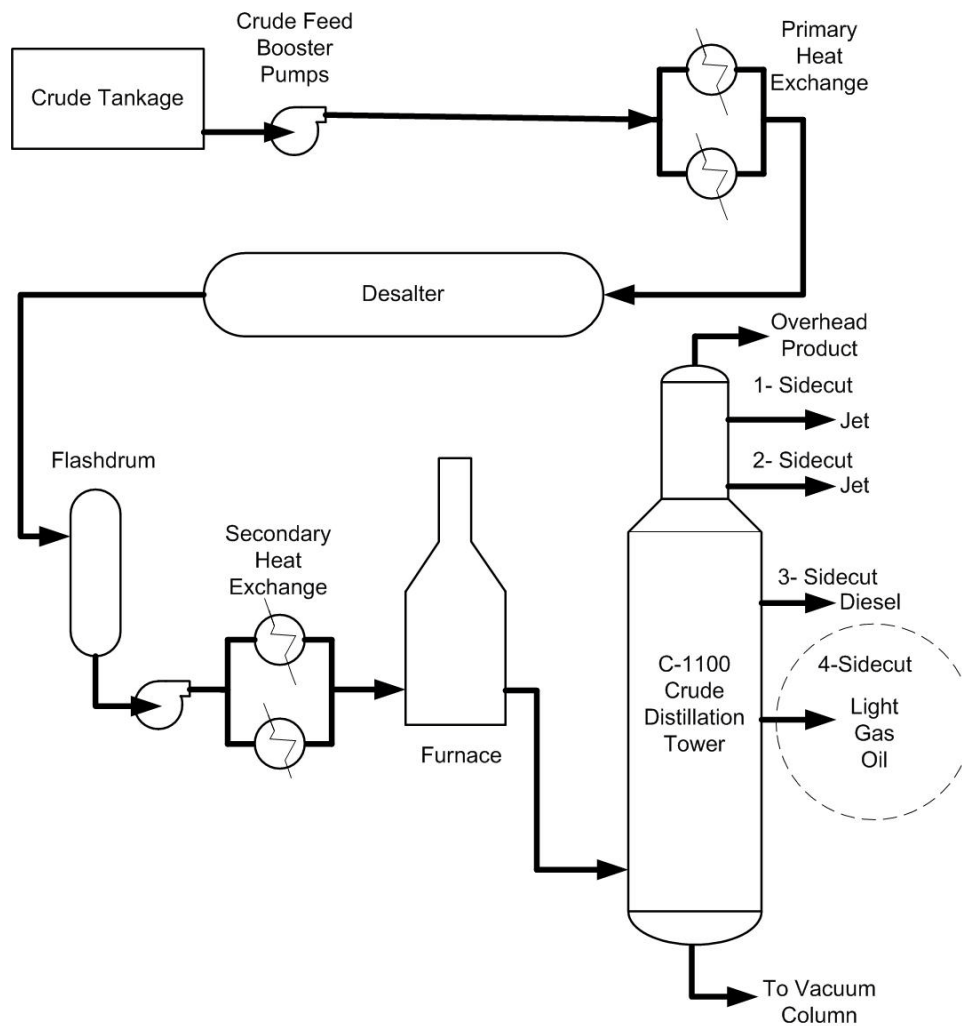 Crude Tankage
Crude Feed
Booster
Pumps
Primary
Heat
Exchange
Desalter
Overhead
Product
1- Sidecut
Jet
2- Sidecut
Jet
Flashdrum
Secondary
Heat
Exchange
Furnace
3- Sidecut
Diesel
C-1100
Crude
Distillation
Tower
4-Sidecut
Light
Gas
Oil
To Vacuum
Column